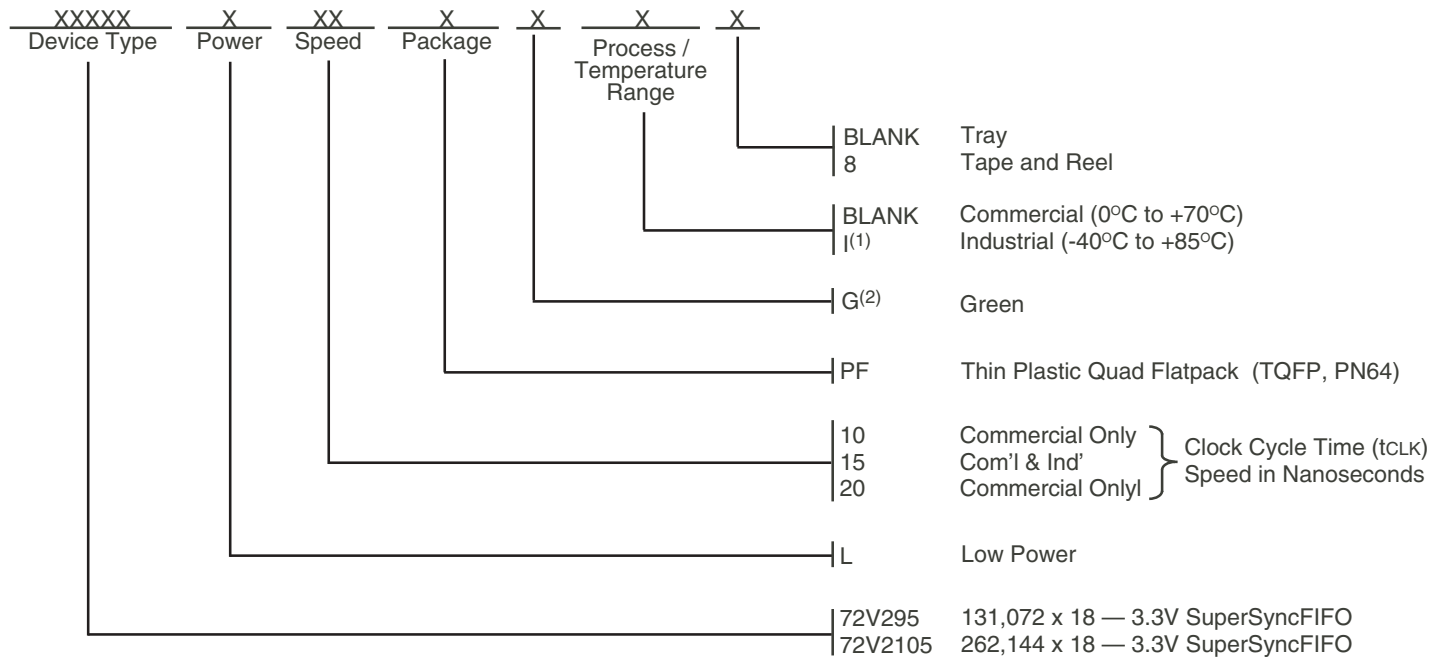 XXXXX X XX X X X X
Device Type Power Speed Package Process /
Temperature
Range
BLANK Tray
8 Tape and Reel
BLANK Commercial (0°C to +70°C)
I(1) Industrial (-40°C to +85°C)
G(2) Green
PF Thin Plastic Quad Flatpack (TQFP, PN64)
10 Commercial Only
15 Com'l & Ind'
20 Commercial Onlyl
Clock Cycle Time (tCLK)
Speed in Nanoseconds
L Low Power
72V295 131,072 x 18 — 3.3V SuperSyncFIFO
72V2105 262,144 x 18 — 3.3V SuperSyncFIFO